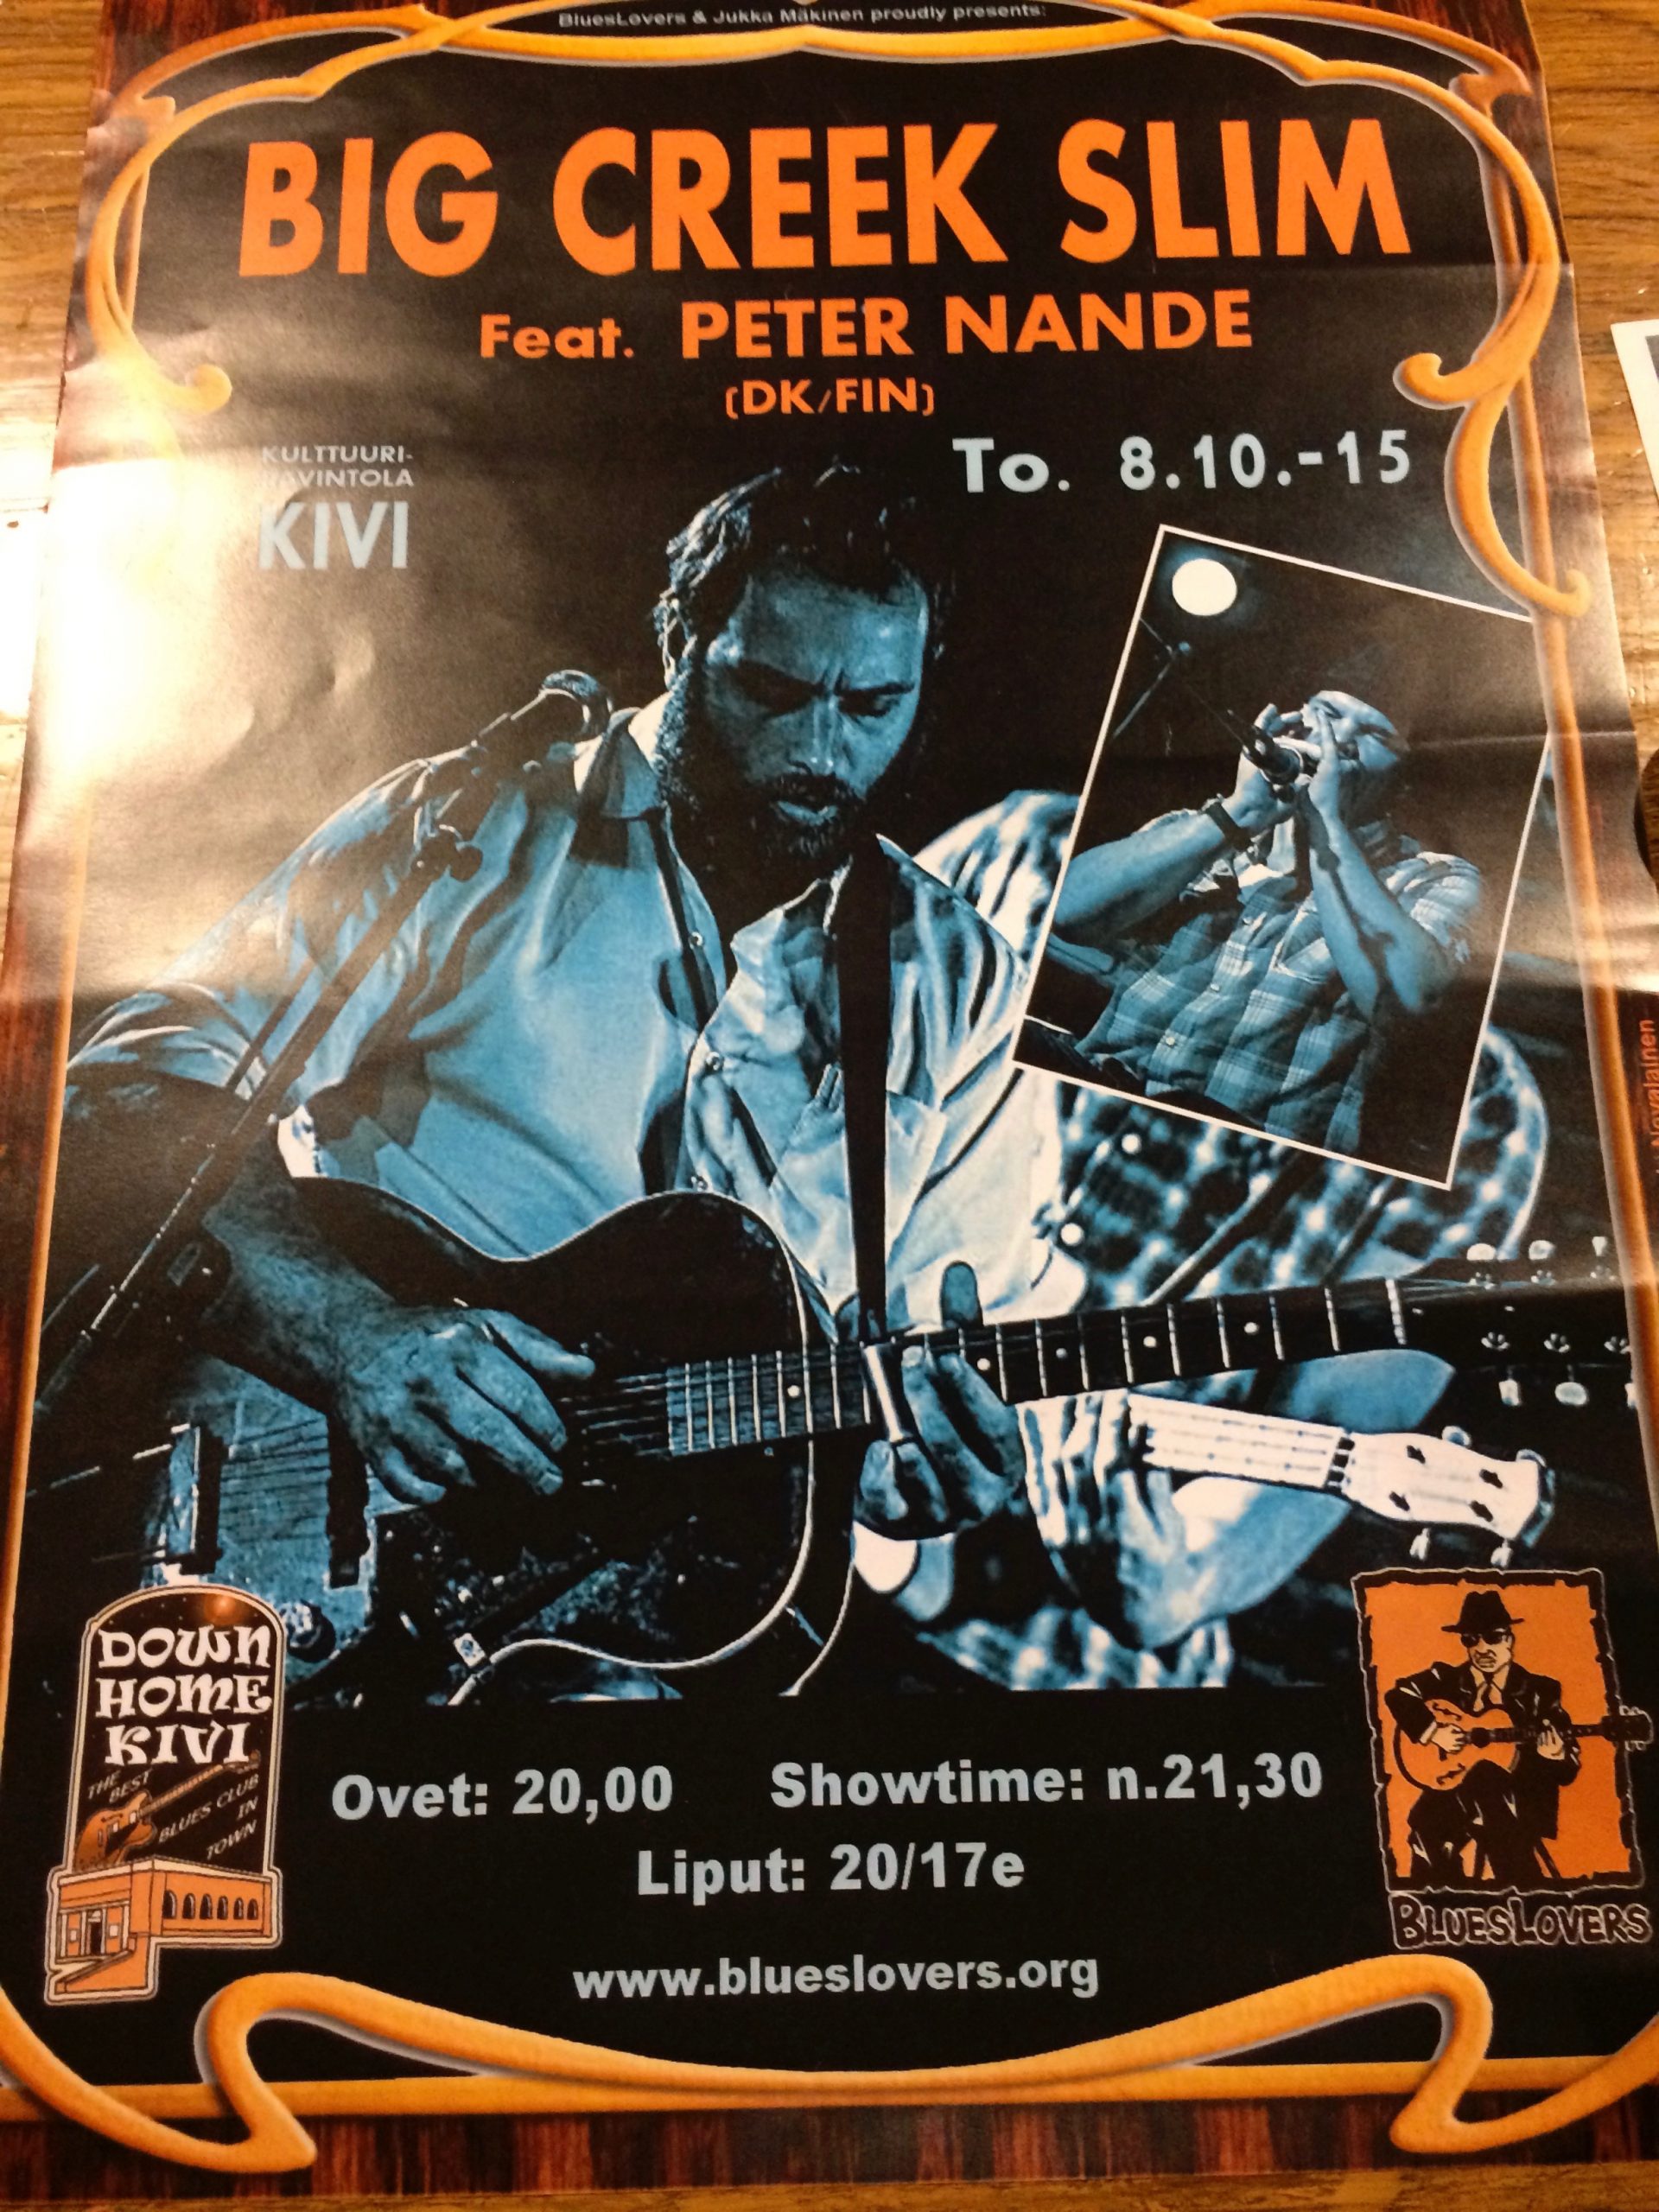 BluesLovers & Jukka Mäkinen proudly presents:
BIG CREEK SLIM
Feat. PETER NANDE
(DK/FIN)
KULTTUURI-
RAVINTOLA
KIVI
To. 8.10.-15
DOWN
HOME
KIVI
THE
BEST
BLUES CLUB
IN
TOWN
Ovet: 20,00 Showtime: n.21,30
Liput: 20/17e
BLUESLOVERS
www.blueslovers.org